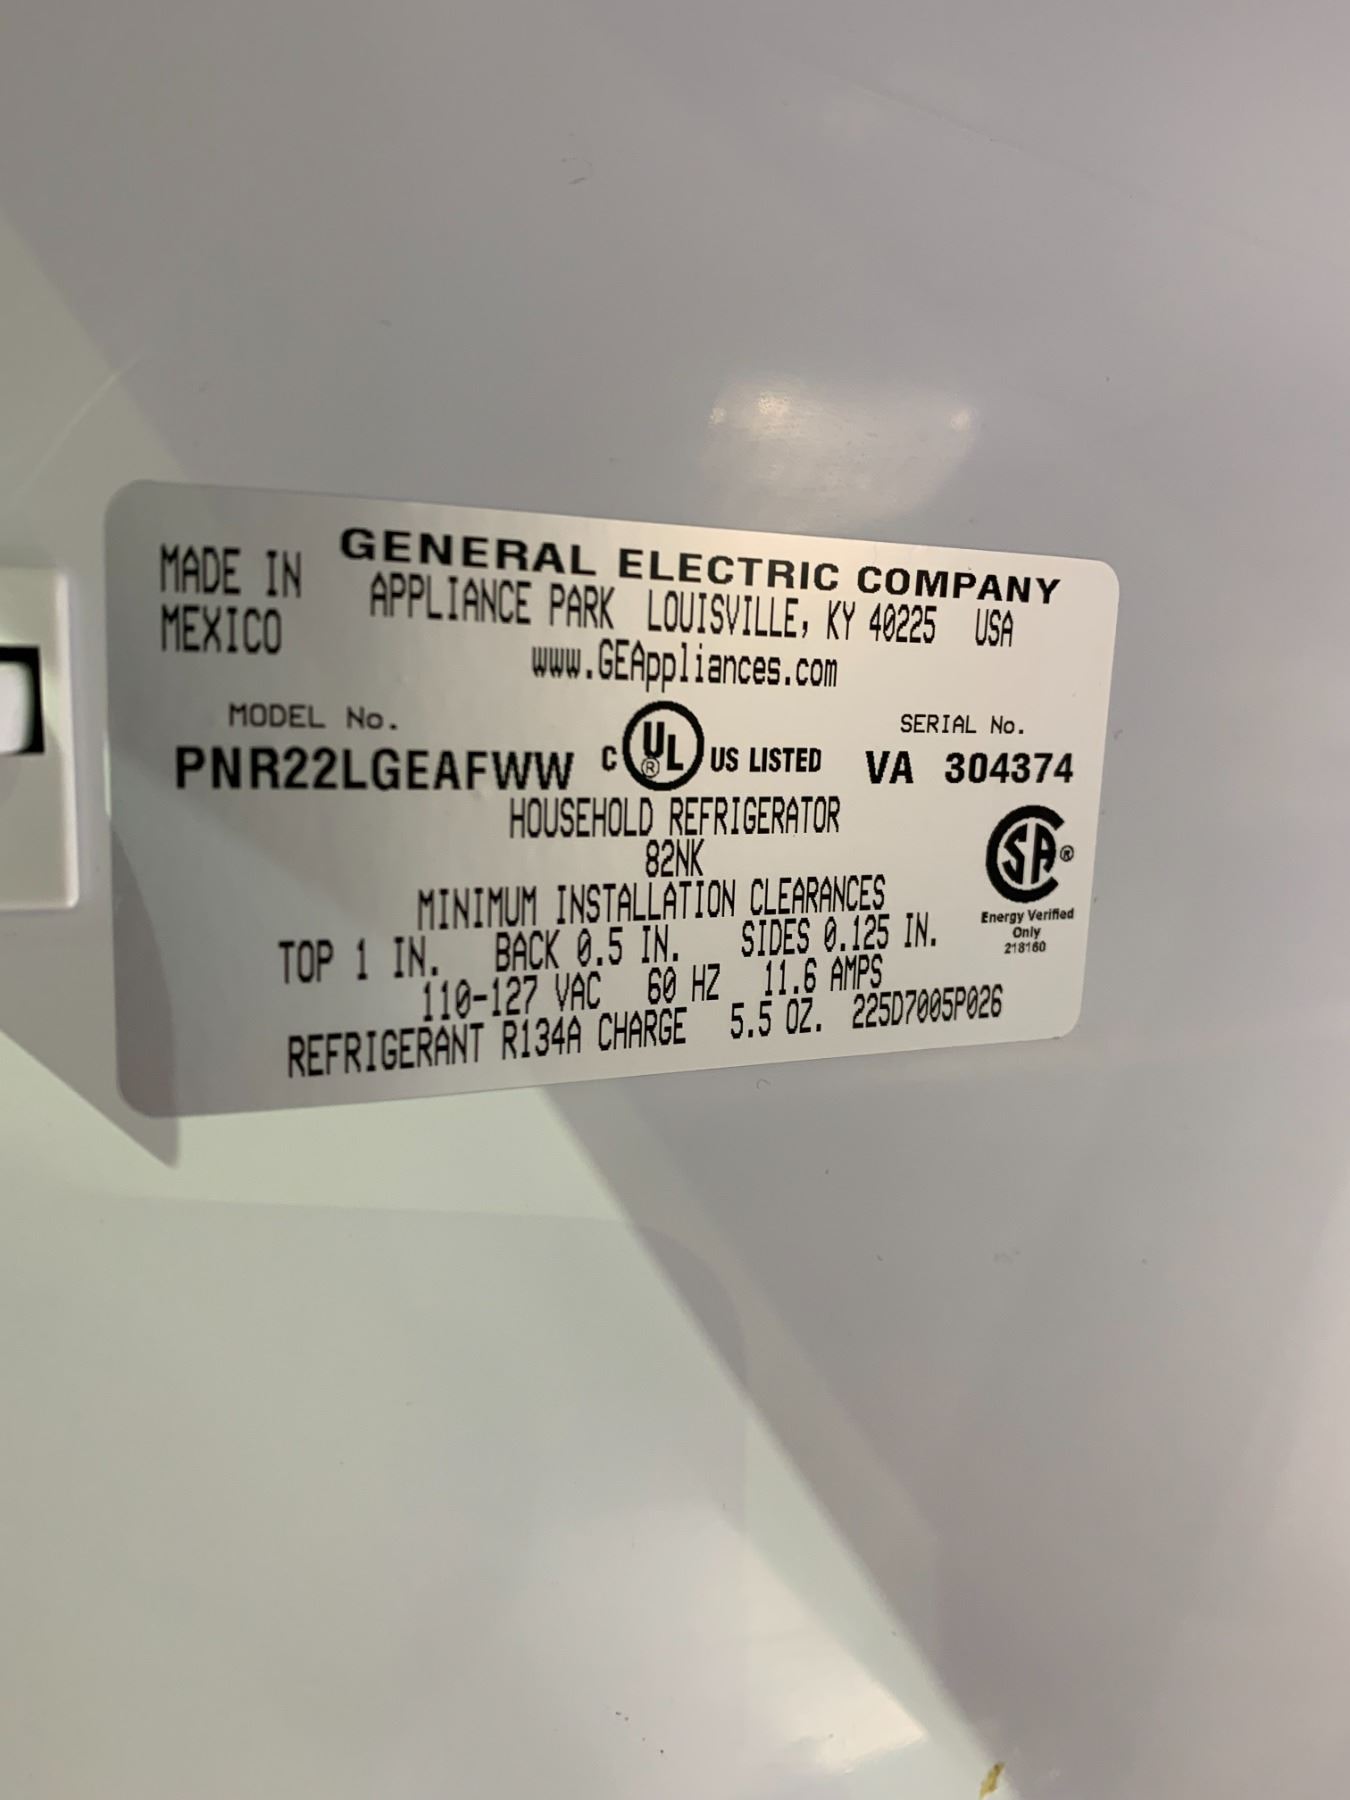 MADE IN
MEXICO
GENERAL ELECTRIC COMPANY
APPLIANCE PARK LOUISVILLE, KY 40225 USA
www.GEAppliances.com
MODEL No.
PNR22LGEAFWW
C UL ® US LISTED
SERIAL No.
VA 304374
HOUSEHOLD REFRIGERATOR
82NK
MINIMUM INSTALLATION CLEARANCES
TOP 1 IN. BACK 0.5 IN. SIDES 0.125 IN.
110-127 VAC 60 HZ 11.6 AMPS
REFRIGERANT R134A CHARGE 5.5 OZ. 225D7005P026
SA ®
Energy Verified
Only
218160